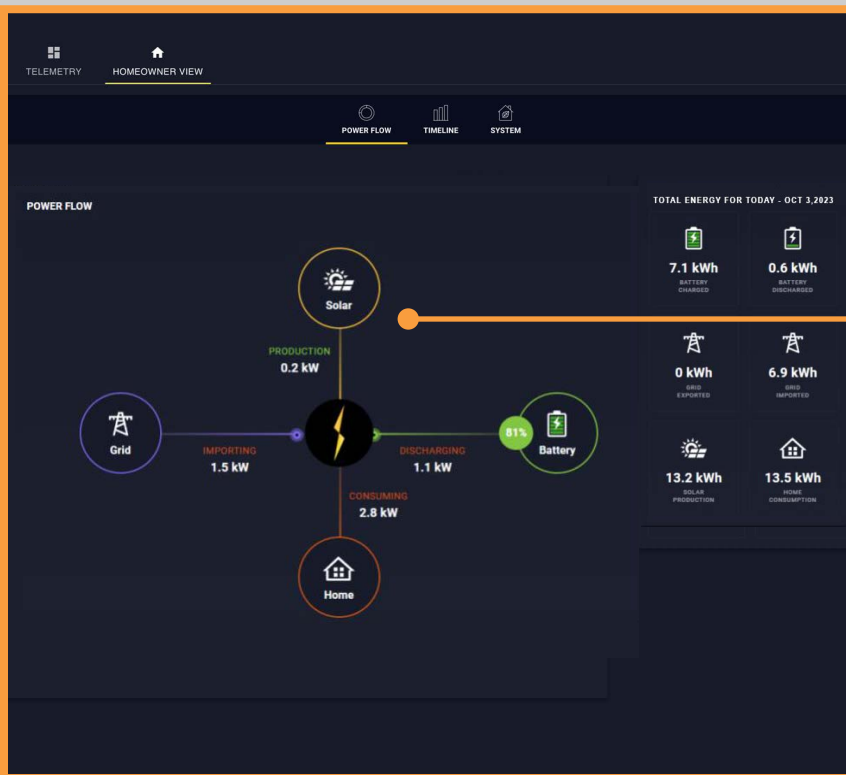 TELEMETRY
HOMEOWNER VIEW
POWER FLOW
TIMELINE
SYSTEM
POWER FLOW
Solar
PRODUCTION
0.2 kW
Grid
IMPORTING
1.5 kW
DISCHARGING
1.1 kW
81%
Battery
CONSUMING
2.8 kW
Home
TOTAL ENERGY FOR TODAY - OCT 3,2023
7.1 kWh
BATTERY
CHARGED
0.6 kWh
BATTERY
DISCHARGED
0 kWh
GRID
EXPORTED
6.9 kWh
GRID
IMPORTED
13.2 kWh
SOLAR
PRODUCTION
13.5 kWh
HOME
CONSUMPTION